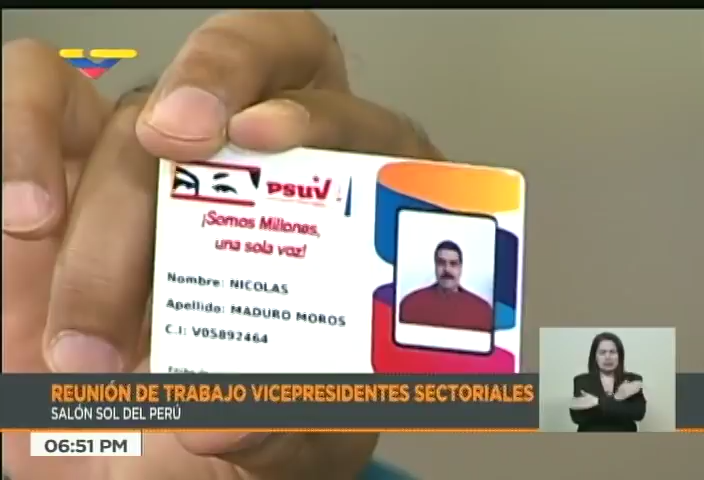 PSUV
¡Somos Millones,
una sola voz!
Nombre: NICOLAS
Apellido: MADURO MOROS
C.I: V05892464
REUNIÓN DE TRABAJO VICEPRESIDENTES SECTORIALES
SALÓN SOL DEL PERÚ
06:51 PM